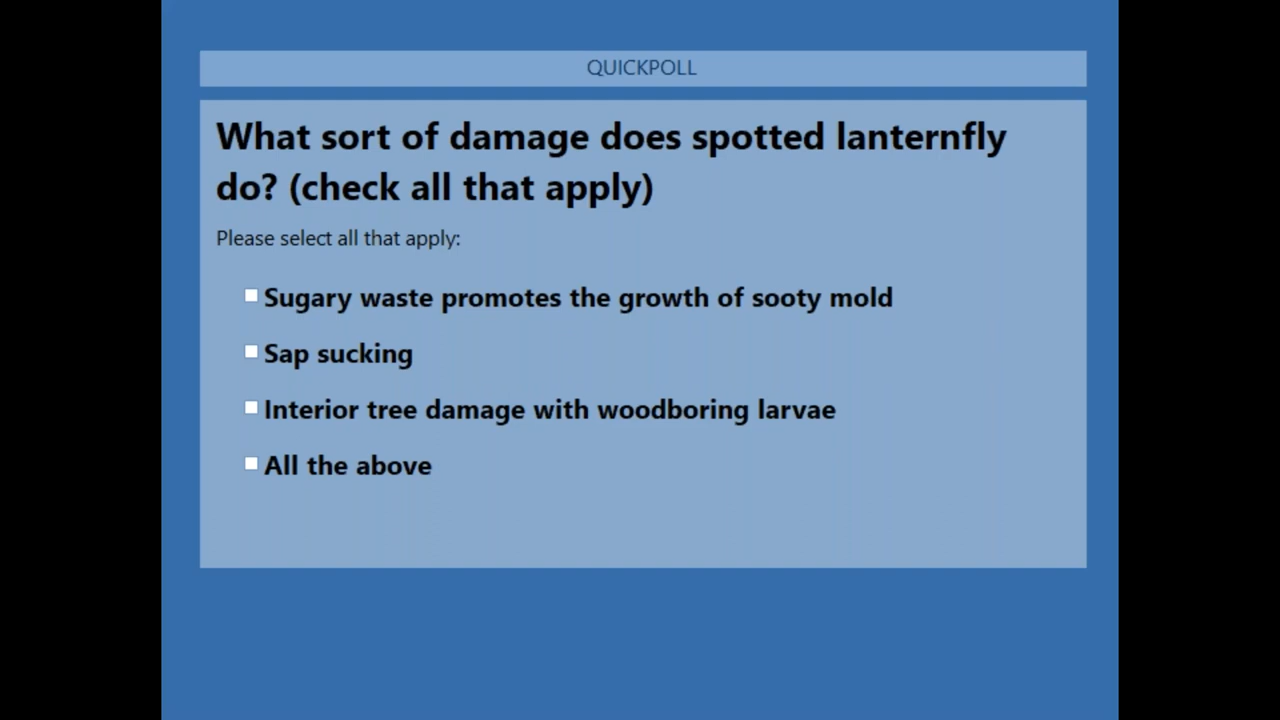 QUICKPOLL
What sort of damage does spotted lanternfly
do? (check all that apply)
Please select all that apply:
Sugary waste promotes the growth of sooty mold
Sap sucking
Interior tree damage with woodboring larvae
All the above